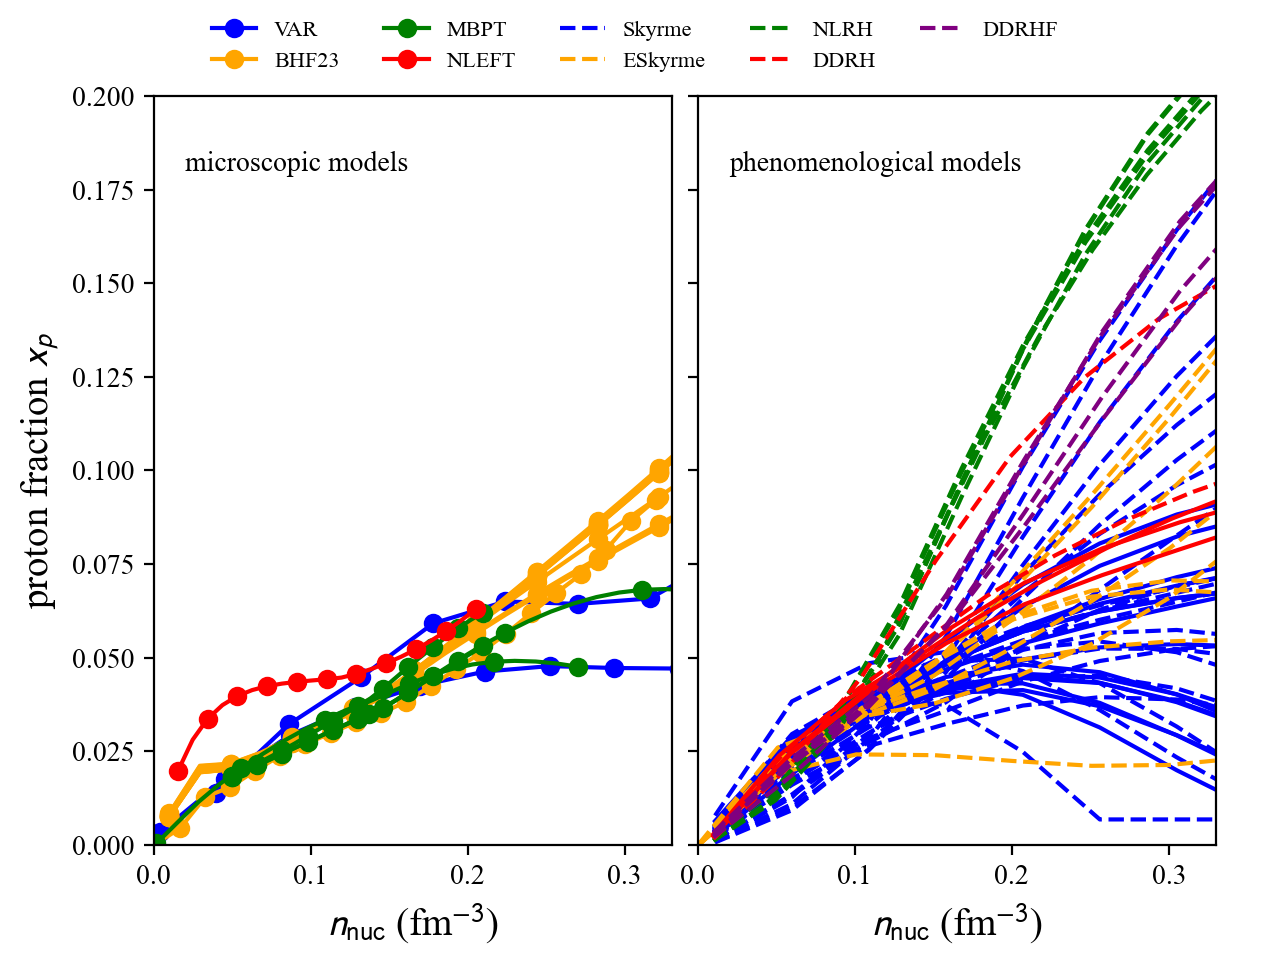 VAR MBPT Skyrme NLRH DDRHF
BHF23 NLEFT ESkyrme DDRH
0.200
0.175
0.150
0.125
0.100
0.075
0.050
0.025
0.000
proton fraction xₚ
microscopic models
phenomenological models
0.0 0.1 0.2 0.3
0.0 0.1 0.2 0.3
n_nuc (fm⁻³)
n_nuc (fm⁻³)